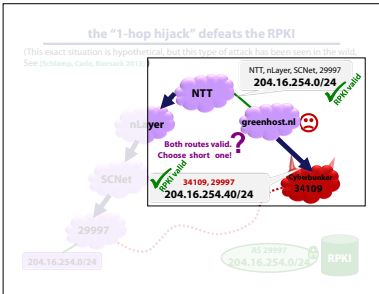 the "1-hop hijack" defeats the RPKI
(This exact situation is hypothetical, but this type of attack has been seen in the wild,
See [Schlamp, Carle, Biersack 2013].)
NTT, nLayer, SCNet, 29997
204.16.254.0/24
RPKI valid
NTT
nLayer
greenhost.nl
Both routes valid.
Choose short one!
?
RPKI valid
SCNet
34109, 29997
204.16.254.40/24
Cyberbunker
34109
29997
204.16.254.0/24
AS 29997
204.16.254.0/24
RPKI